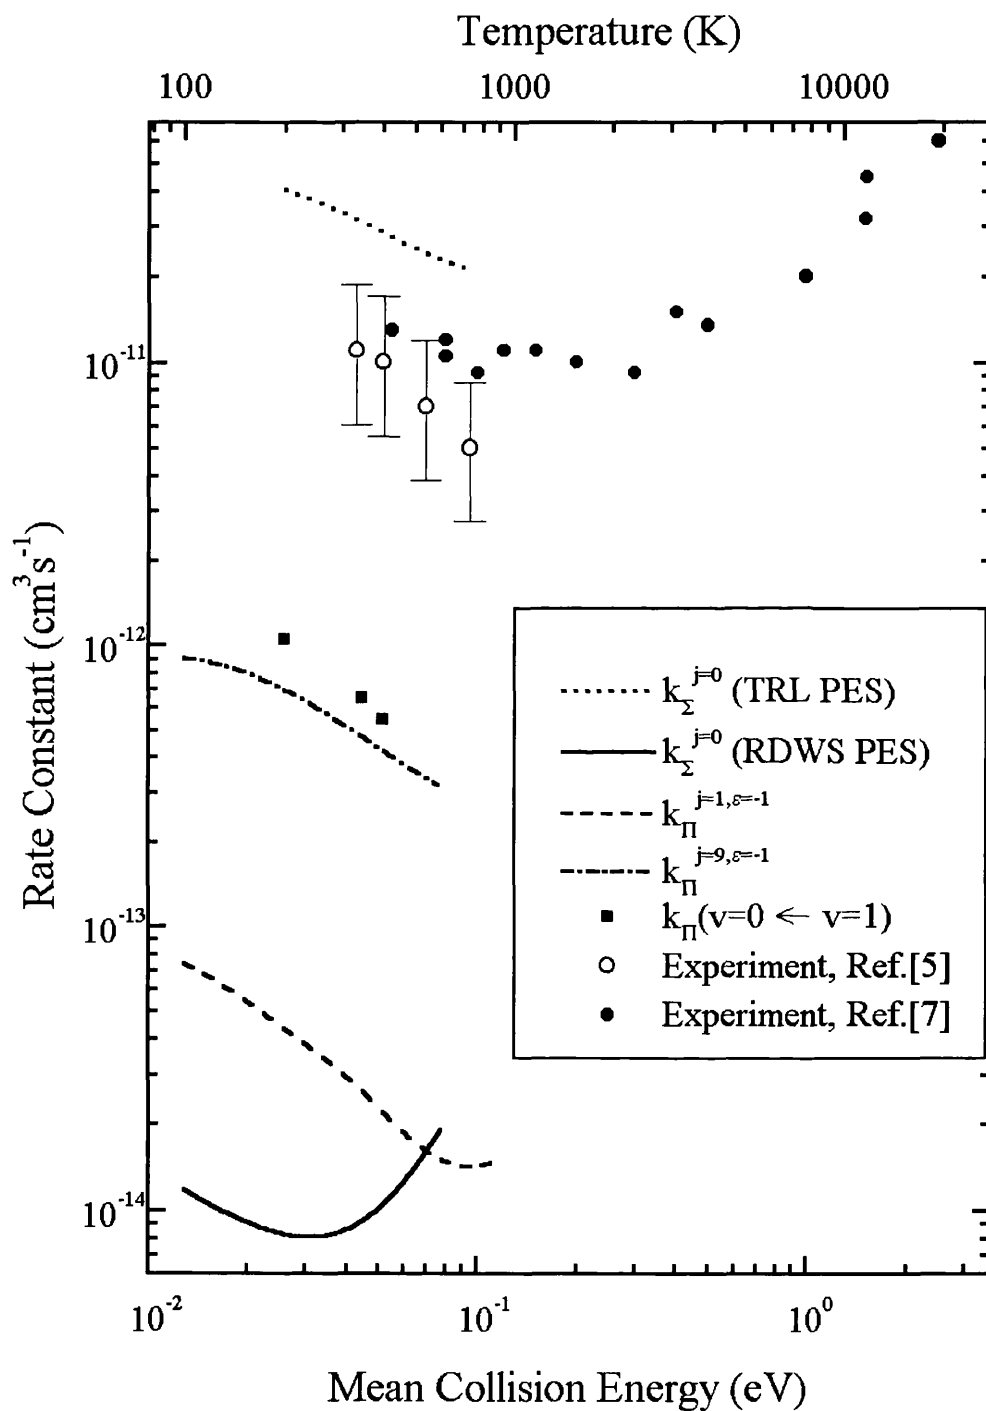 Temperature (K)
100 1000 10000
Rate Constant (cm³s⁻¹)
10⁻¹¹
10⁻¹²
10⁻¹³
10⁻¹⁴
k_Σ^{j=0} (TRL PES)
k_Σ^{j=0} (RDWS PES)
k_Π^{j=1,ε=-1}
k_Π^{j=9,ε=-1}
k_Π(v=0 ← v=1)
Experiment, Ref.[5]
Experiment, Ref.[7]
10⁻² 10⁻¹ 10⁰
Mean Collision Energy (eV)